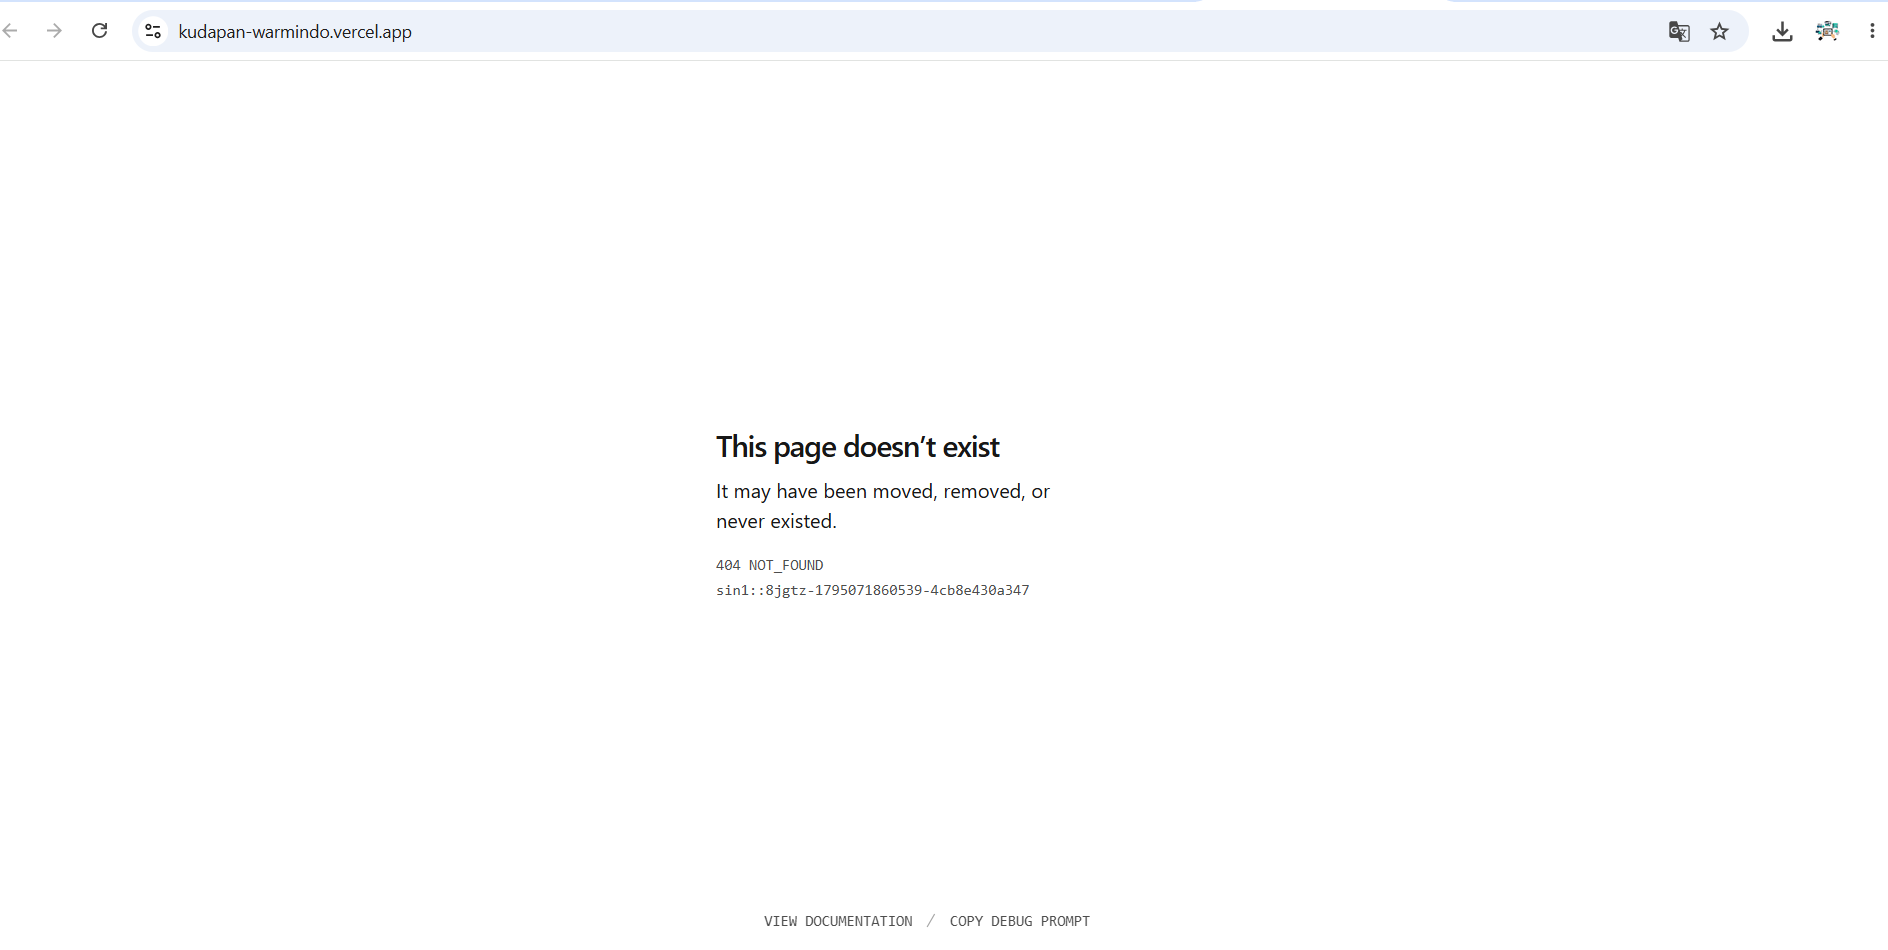 kudapan-warmindo.vercel.app
This page doesn’t exist
It may have been moved, removed, or
never existed.
404 NOT_FOUND
sin1::8jgtz-1795071860539-4cb8e430a347
VIEW DOCUMENTATION / COPY DEBUG PROMPT